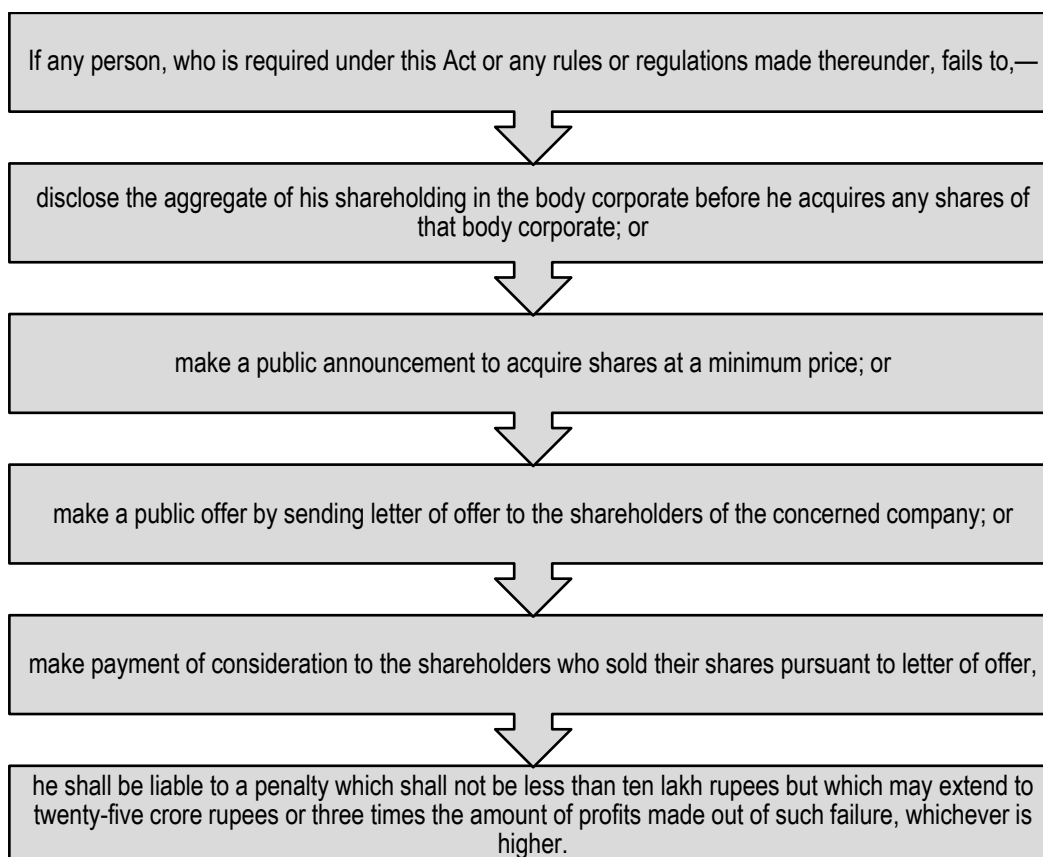 If any person, who is required under this Act or any rules or regulations made thereunder, fails to,—
disclose the aggregate of his shareholding in the body corporate before he acquires any shares of
that body corporate; or
make a public announcement to acquire shares at a minimum price; or
make a public offer by sending letter of offer to the shareholders of the concerned company; or
make payment of consideration to the shareholders who sold their shares pursuant to letter of offer,
he shall be liable to a penalty which shall not be less than ten lakh rupees but which may extend to
twenty-five crore rupees or three times the amount of profits made out of such failure, whichever is
higher.